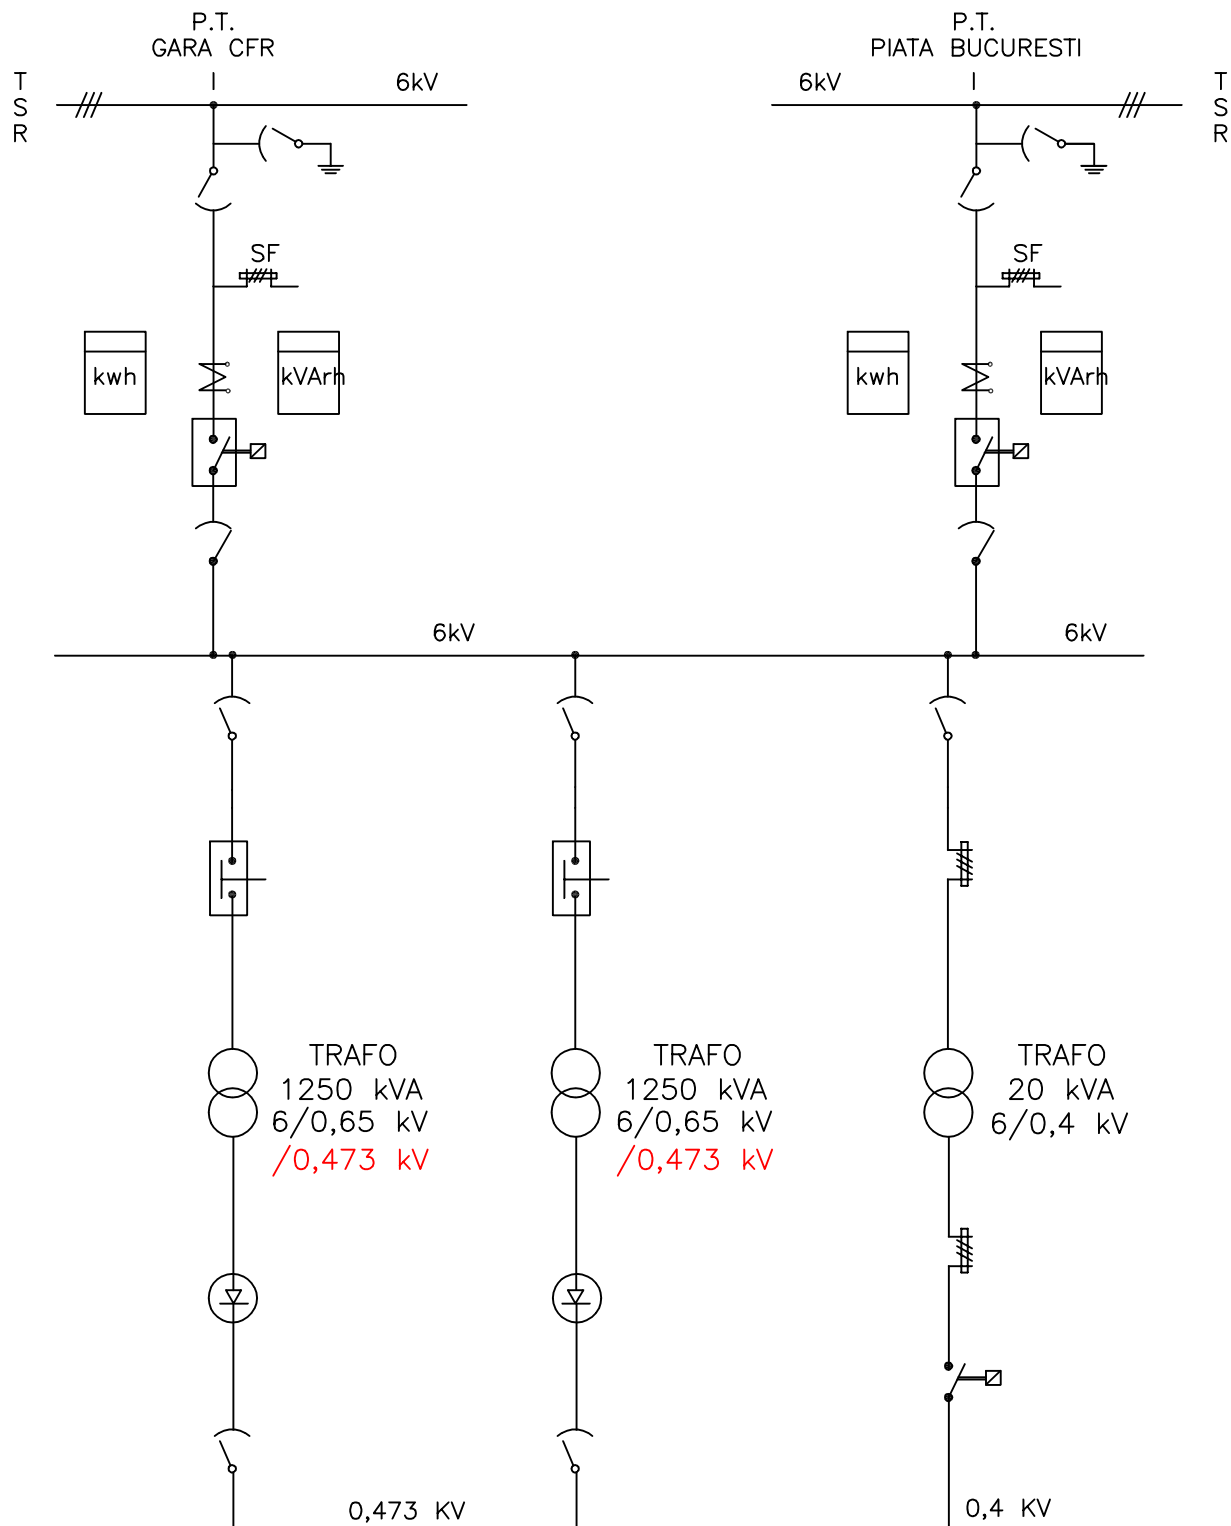 P.T.
GARA CFR
I
6kV
T
S
R
P.T.
PIATA BUCURESTI
I
6kV
T
S
R
SF
SF
kwh
kVArh
kwh
kVArh
6kV
6kV
TRAFO
1250 kVA
6/0,65 kV
/0,473 kV
TRAFO
1250 kVA
6/0,65 kV
/0,473 kV
TRAFO
20 kVA
6/0,4 kV
0,473 KV
0,4 KV